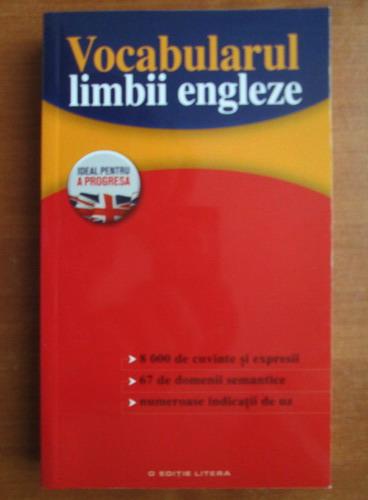 Vocabularul
limbii engleze
IDEAL PENTRU
A PROGRESA
8 000 de cuvinte și expresii
67 de domenii semantice
numeroase indicații de uz
O EDIȚIE LITERA